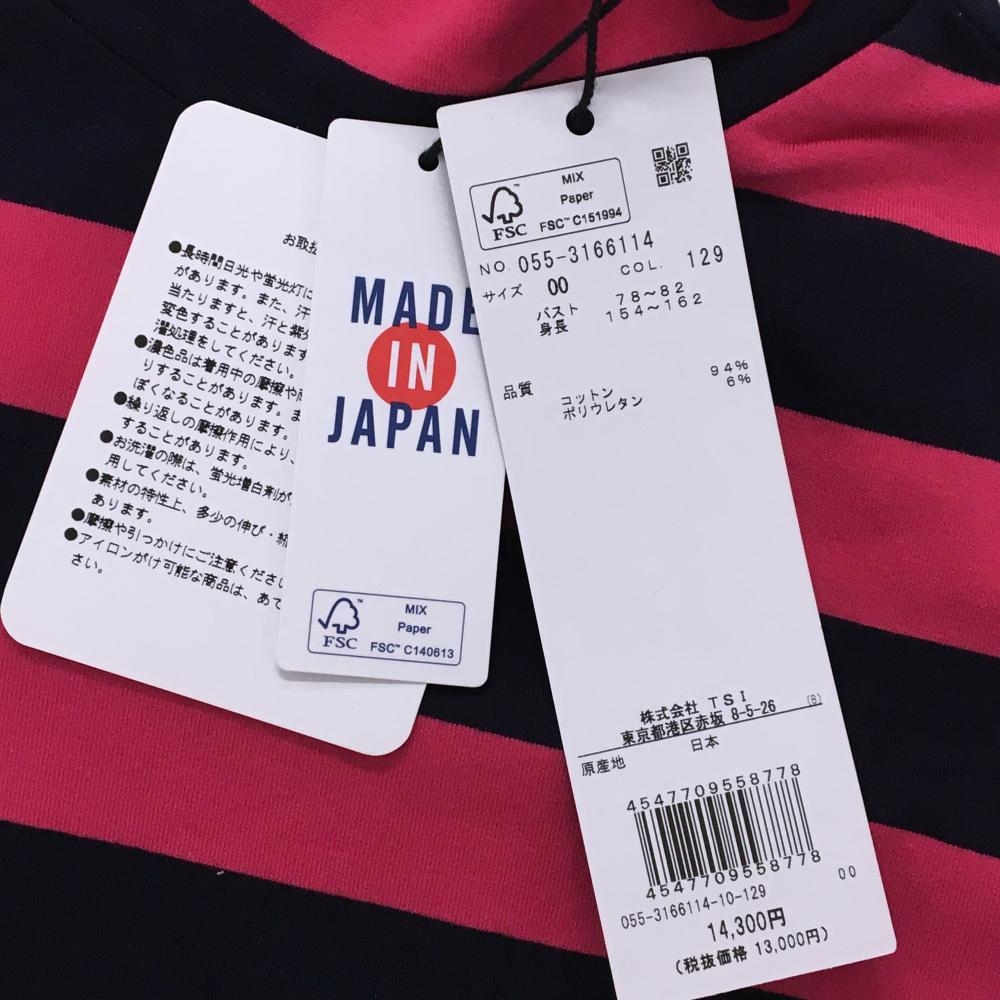 お取扱
●長時間日光や蛍光灯に
があります。また、汗
当たりますと、汗と紫外
変色することがあります
濯処理をしてください。
●濃色品は着用中の摩擦や
りすることがあります。ま
ぽくなることがあります。
●繰り返しの摩擦作用により、
することがあります。
●お洗濯の際は、蛍光増白剤が
用してください。
●素材の特性上、多少の伸び・縮
あります。
●摩擦や引っかけにご注意くださ
●アイロンがけ可能な商品は、あて
さい。
MADE
IN
JAPAN
FSC™
MIX
Paper
FSC™ C140613
FSC™
MIX
Paper
FSC™ C151994
NO. 055-3166114
COL. 129
サイズ 00
バスト 78～82
身長 154～162
品質
コットン 94%
ポリウレタン 6%
株式会社 TSI
東京都港区赤坂 8-5-26 (B)
原産地 日本
4547709558778
4547709558778
055-3166114-10-129 00
14,300円
(税抜価格 13,000円)